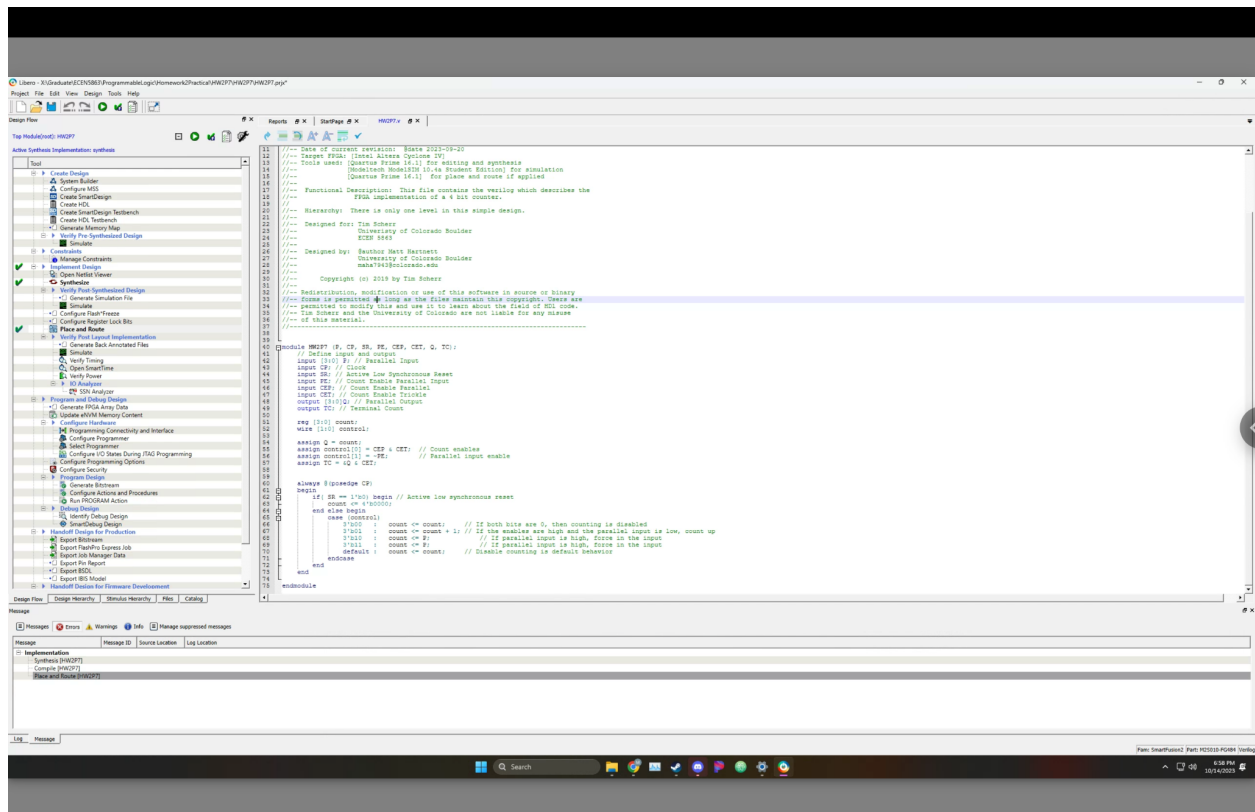 Libero - X:\Graduate\ECEN5863\ProgrammableLogic\Homework2Practical\HW2P7\HW2P7\HW2P7.prjx*
Project File Edit View Design Tools Help
Design Flow
Reports StartPage HW2P7.v
Top Module(root): HW2P7
Active Synthesis Implementation: synthesis
Tool
Create Design
System Builder
Configure MSS
Create SmartDesign
Create HDL
Create SmartDesign Testbench
Create HDL Testbench
Generate Memory Map
Verify Pre-Synthesized Design
Simulate
Constraints
Manage Constraints
Implement Design
Open Netlist Viewer
Synthesize
Verify Post-Synthesized Design
Generate Simulation File
Simulate
Configure Flash*Freeze
Configure Register Lock Bits
Place and Route
Verify Post Layout Implementation
Generate Back Annotated Files
Simulate
Verify Timing
Open SmartTime
Verify Power
IO Analyzer
SSN Analyzer
Program and Debug Design
Generate FPGA Array Data
Update eNVM Memory Content
Configure Hardware
Programming Connectivity and Interface
Configure Programmer
Select Programmer
Configure I/O States During JTAG Programming
Configure Programming Options
Configure Security
Program Design
Generate Bitstream
Configure Actions and Procedures
Run PROGRAM Action
Debug Design
Identify Debug Design
SmartDebug Design
Handoff Design for Production
Export Bitstream
Export FlashPro Express Job
Export Job Manager Data
Export Pin Report
Export BSDL
Export IBIS Model
Handoff Design for Firmware Development
Design Flow Design Hierarchy Stimulus Hierarchy Files Catalog
11 //-- Date of current revision: @date 2023-09-20
12 //-- Target FPGA: [Intel Altera Cyclone IV]
13 //-- Tools used: [Quartus Prime 16.1] for editing and synthesis
14 //-- [Modeltech ModelSIM 10.4a Student Edition] for simulation
15 //-- [Quartus Prime 16.1] for place and route if applied
16 //--
17 //-- Functional Description: This file contains the verilog which describes the
18 //-- FPGA implementation of a 4 bit counter.
19 //
20 //-- Hierarchy: There is only one level in this simple design.
21 //--
22 //-- Designed for: Tim Scherr
23 //-- Univeristy of Colorado Boulder
24 //-- ECEN 5863
25 //--
26 //-- Designed by: @author Matt Hartnett
27 //-- University of Colorado Boulder
28 //-- maha7943@colorado.edu
29 //--
30 //-- Copyright (c) 2019 by Tim Scherr
31 //--
32 //-- Redistribution, modification or use of this software in source or binary
33 //-- forms is permitted as long as the files maintain this copyright. Users are
34 //-- permitted to modify this and use it to learn about the field of HDL code.
35 //-- Tim Scherr and the University of Colorado are not liable for any misuse
36 //-- of this material.
37 //------------------------------------------------------------------------------
38
39
40 module HW2P7 (P, CP, SR, PE, CEP, CET, Q, TC);
41 // Define input and output
42 input [3:0] P; // Parallel Input
43 input CP; // Clock
44 input SR; // Active Low Synchronous Reset
45 input PE; // Count Enable Parallel Input
46 input CEP; // Count Enable Parallel
47 input CET; // Count Enable Trickle
48 output [3:0]Q; // Parallel Output
49 output TC; // Terminal Count
50
51 reg [3:0] count;
52 wire [1:0] control;
53
54 assign Q = count;
55 assign control[0] = CEP & CET; // Count enables
56 assign control[1] = ~PE; // Parallel input enable
57 assign TC = &Q & CET;
58
59
60 always @(posedge CP)
61 begin
62 if( SR == 1'b0) begin // Active low synchronous reset
63 count <= 4'b0000;
64 end else begin
65 case (control)
66 3'b00 : count <= count; // If both bits are 0, then counting is disabled
67 3'b01 : count <= count + 1; // If the enables are high and the parallel input is low, count up
68 3'b10 : count <= P; // If parallel input is high, force in the input
69 3'b11 : count <= P; // If parallel input is high, force in the input
70 default : count <= count; // Disable counting is default behavior
71 endcase
72 end
73 end
74
75 endmodule
Message
Messages Errors Warnings Info Manage suppressed messages
Message Message ID Source Location Log Location
Implementation
Synthesis [HW2P7]
Compile [HW2P7]
Place and Route [HW2P7]
Log Message
Fam: SmartFusion2 Part: M2S010-FG484 Verilog
Search
6:58 PM
10/14/2023